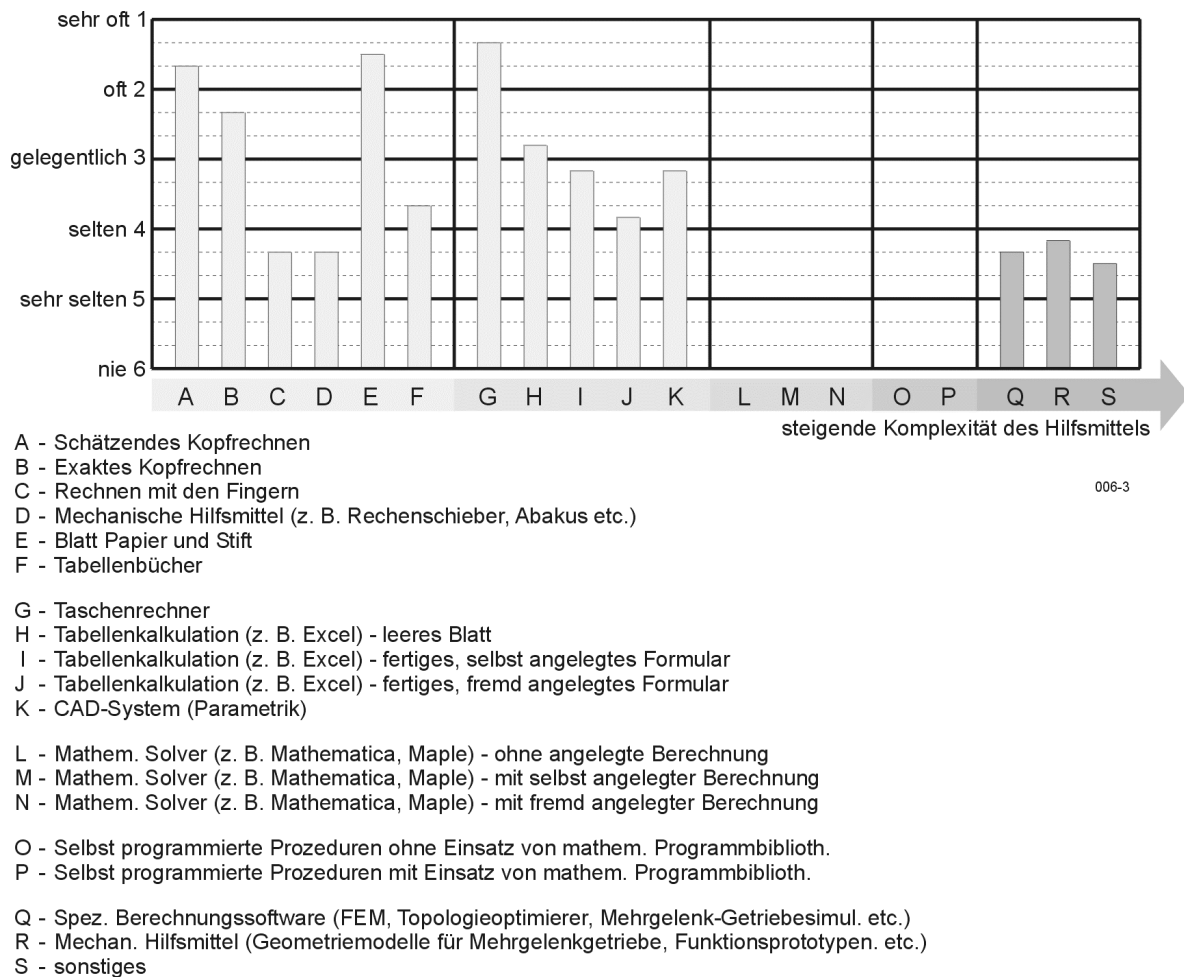 sehr oft 1
oft 2
gelegentlich 3
selten 4
sehr selten 5
nie 6
A B C D E F G H I J K L M N O P Q R S
steigende Komplexität des Hilfsmittels
006-3
A - Schätzendes Kopfrechnen
B - Exaktes Kopfrechnen
C - Rechnen mit den Fingern
D - Mechanische Hilfsmittel (z. B. Rechenschieber, Abakus etc.)
E - Blatt Papier und Stift
F - Tabellenbücher
G - Taschenrechner
H - Tabellenkalkulation (z. B. Excel) - leeres Blatt
I - Tabellenkalkulation (z. B. Excel) - fertiges, selbst angelegtes Formular
J - Tabellenkalkulation (z. B. Excel) - fertiges, fremd angelegtes Formular
K - CAD-System (Parametrik)
L - Mathem. Solver (z. B. Mathematica, Maple) - ohne angelegte Berechnung
M - Mathem. Solver (z. B. Mathematica, Maple) - mit selbst angelegter Berechnung
N - Mathem. Solver (z. B. Mathematica, Maple) - mit fremd angelegter Berechnung
O - Selbst programmierte Prozeduren ohne Einsatz von mathem. Programmbiblioth.
P - Selbst programmierte Prozeduren mit Einsatz von mathem. Programmbiblioth.
Q - Spez. Berechnungssoftware (FEM, Topologieoptimierer, Mehrgelenk-Getriebesimul. etc.)
R - Mechan. Hilfsmittel (Geometriemodelle für Mehrgelenkgetriebe, Funktionsprototypen. etc.)
S - sonstiges